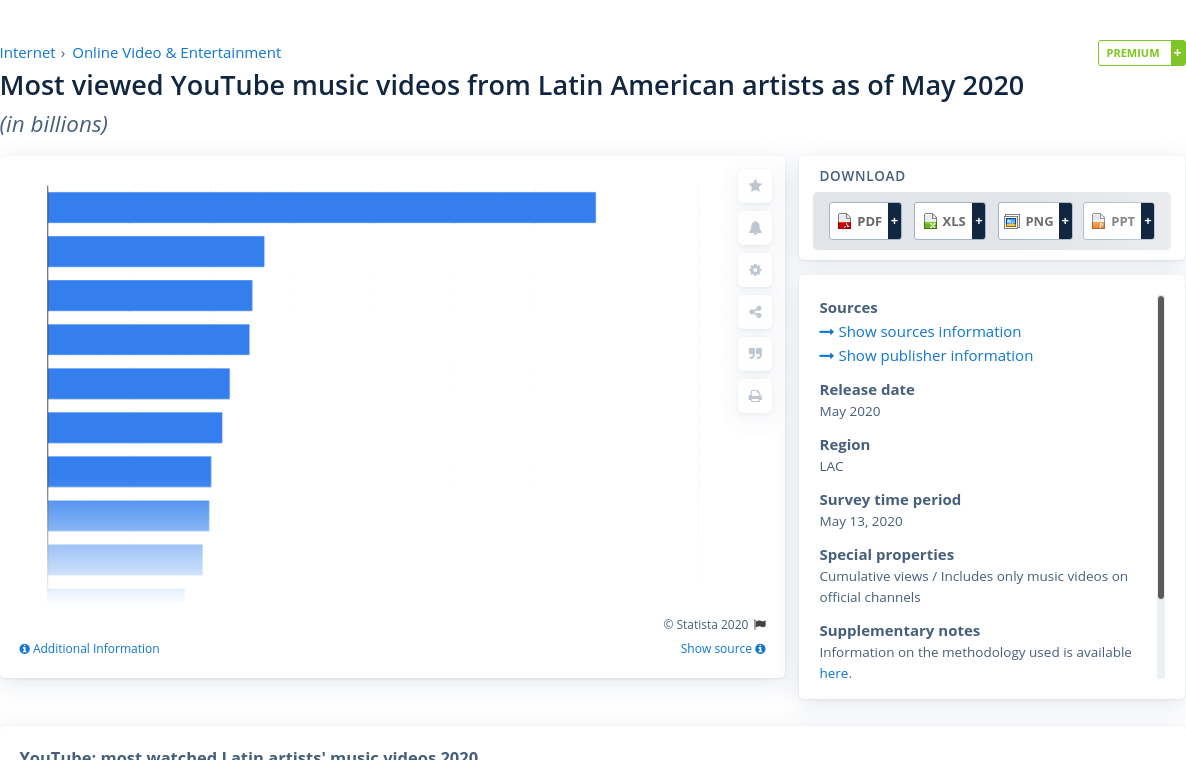 Internet › Online Video & Entertainment
PREMIUM +
Most viewed YouTube music videos from Latin American artists as of May 2020
(in billions)
DOWNLOAD
PDF + XLS + PNG + PPT +
Sources
Show sources information
Show publisher information
Release date
May 2020
Region
LAC
Survey time period
May 13, 2020
Special properties
Cumulative views / Includes only music videos on
official channels
Supplementary notes
Information on the methodology used is available
here.
© Statista 2020
Additional Information
Show source
YouTube: most watched Latin artists' music videos 2020